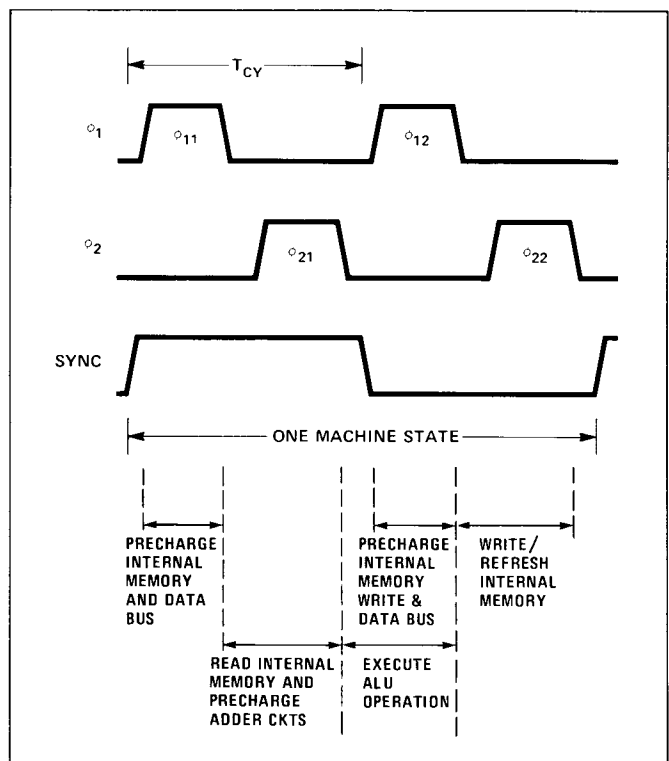 T_CY
φ1
φ11
φ12
φ2
φ21
φ22
SYNC
ONE MACHINE STATE
PRECHARGE
INTERNAL
MEMORY
AND DATA
BUS
PRECHARGE
INTERNAL
MEMORY
WRITE &
DATA BUS
WRITE/
REFRESH
INTERNAL
MEMORY
READ INTERNAL
MEMORY AND
PRECHARGE
ADDER CKTS
EXECUTE
ALU
OPERATION